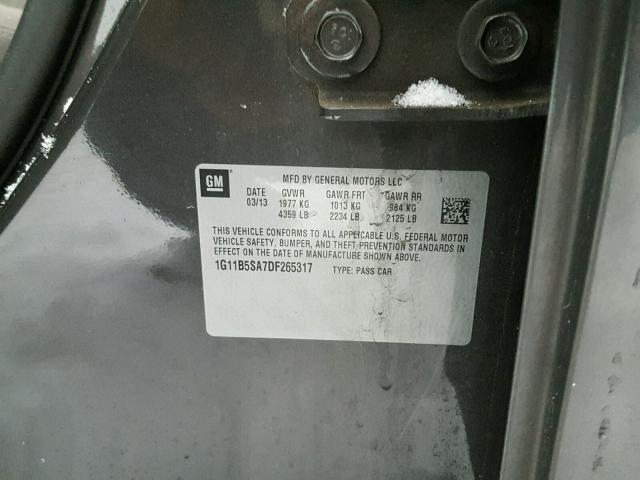 GM
MFD BY GENERAL MOTORS LLC
DATE GVWR GAWR FRT GAWR RR
03/13 1977 KG 1013 KG 984 KG
4359 LB 2234 LB 2125 LB
THIS VEHICLE CONFORMS TO ALL APPLICABLE U.S. FEDERAL MOTOR
VEHICLE SAFETY, BUMPER, AND THEFT PREVENTION STANDARDS IN
EFFECT ON THE DATE OF MANUFACTURE SHOWN ABOVE.
1G11B5SA7DF265317 TYPE: PASS CAR